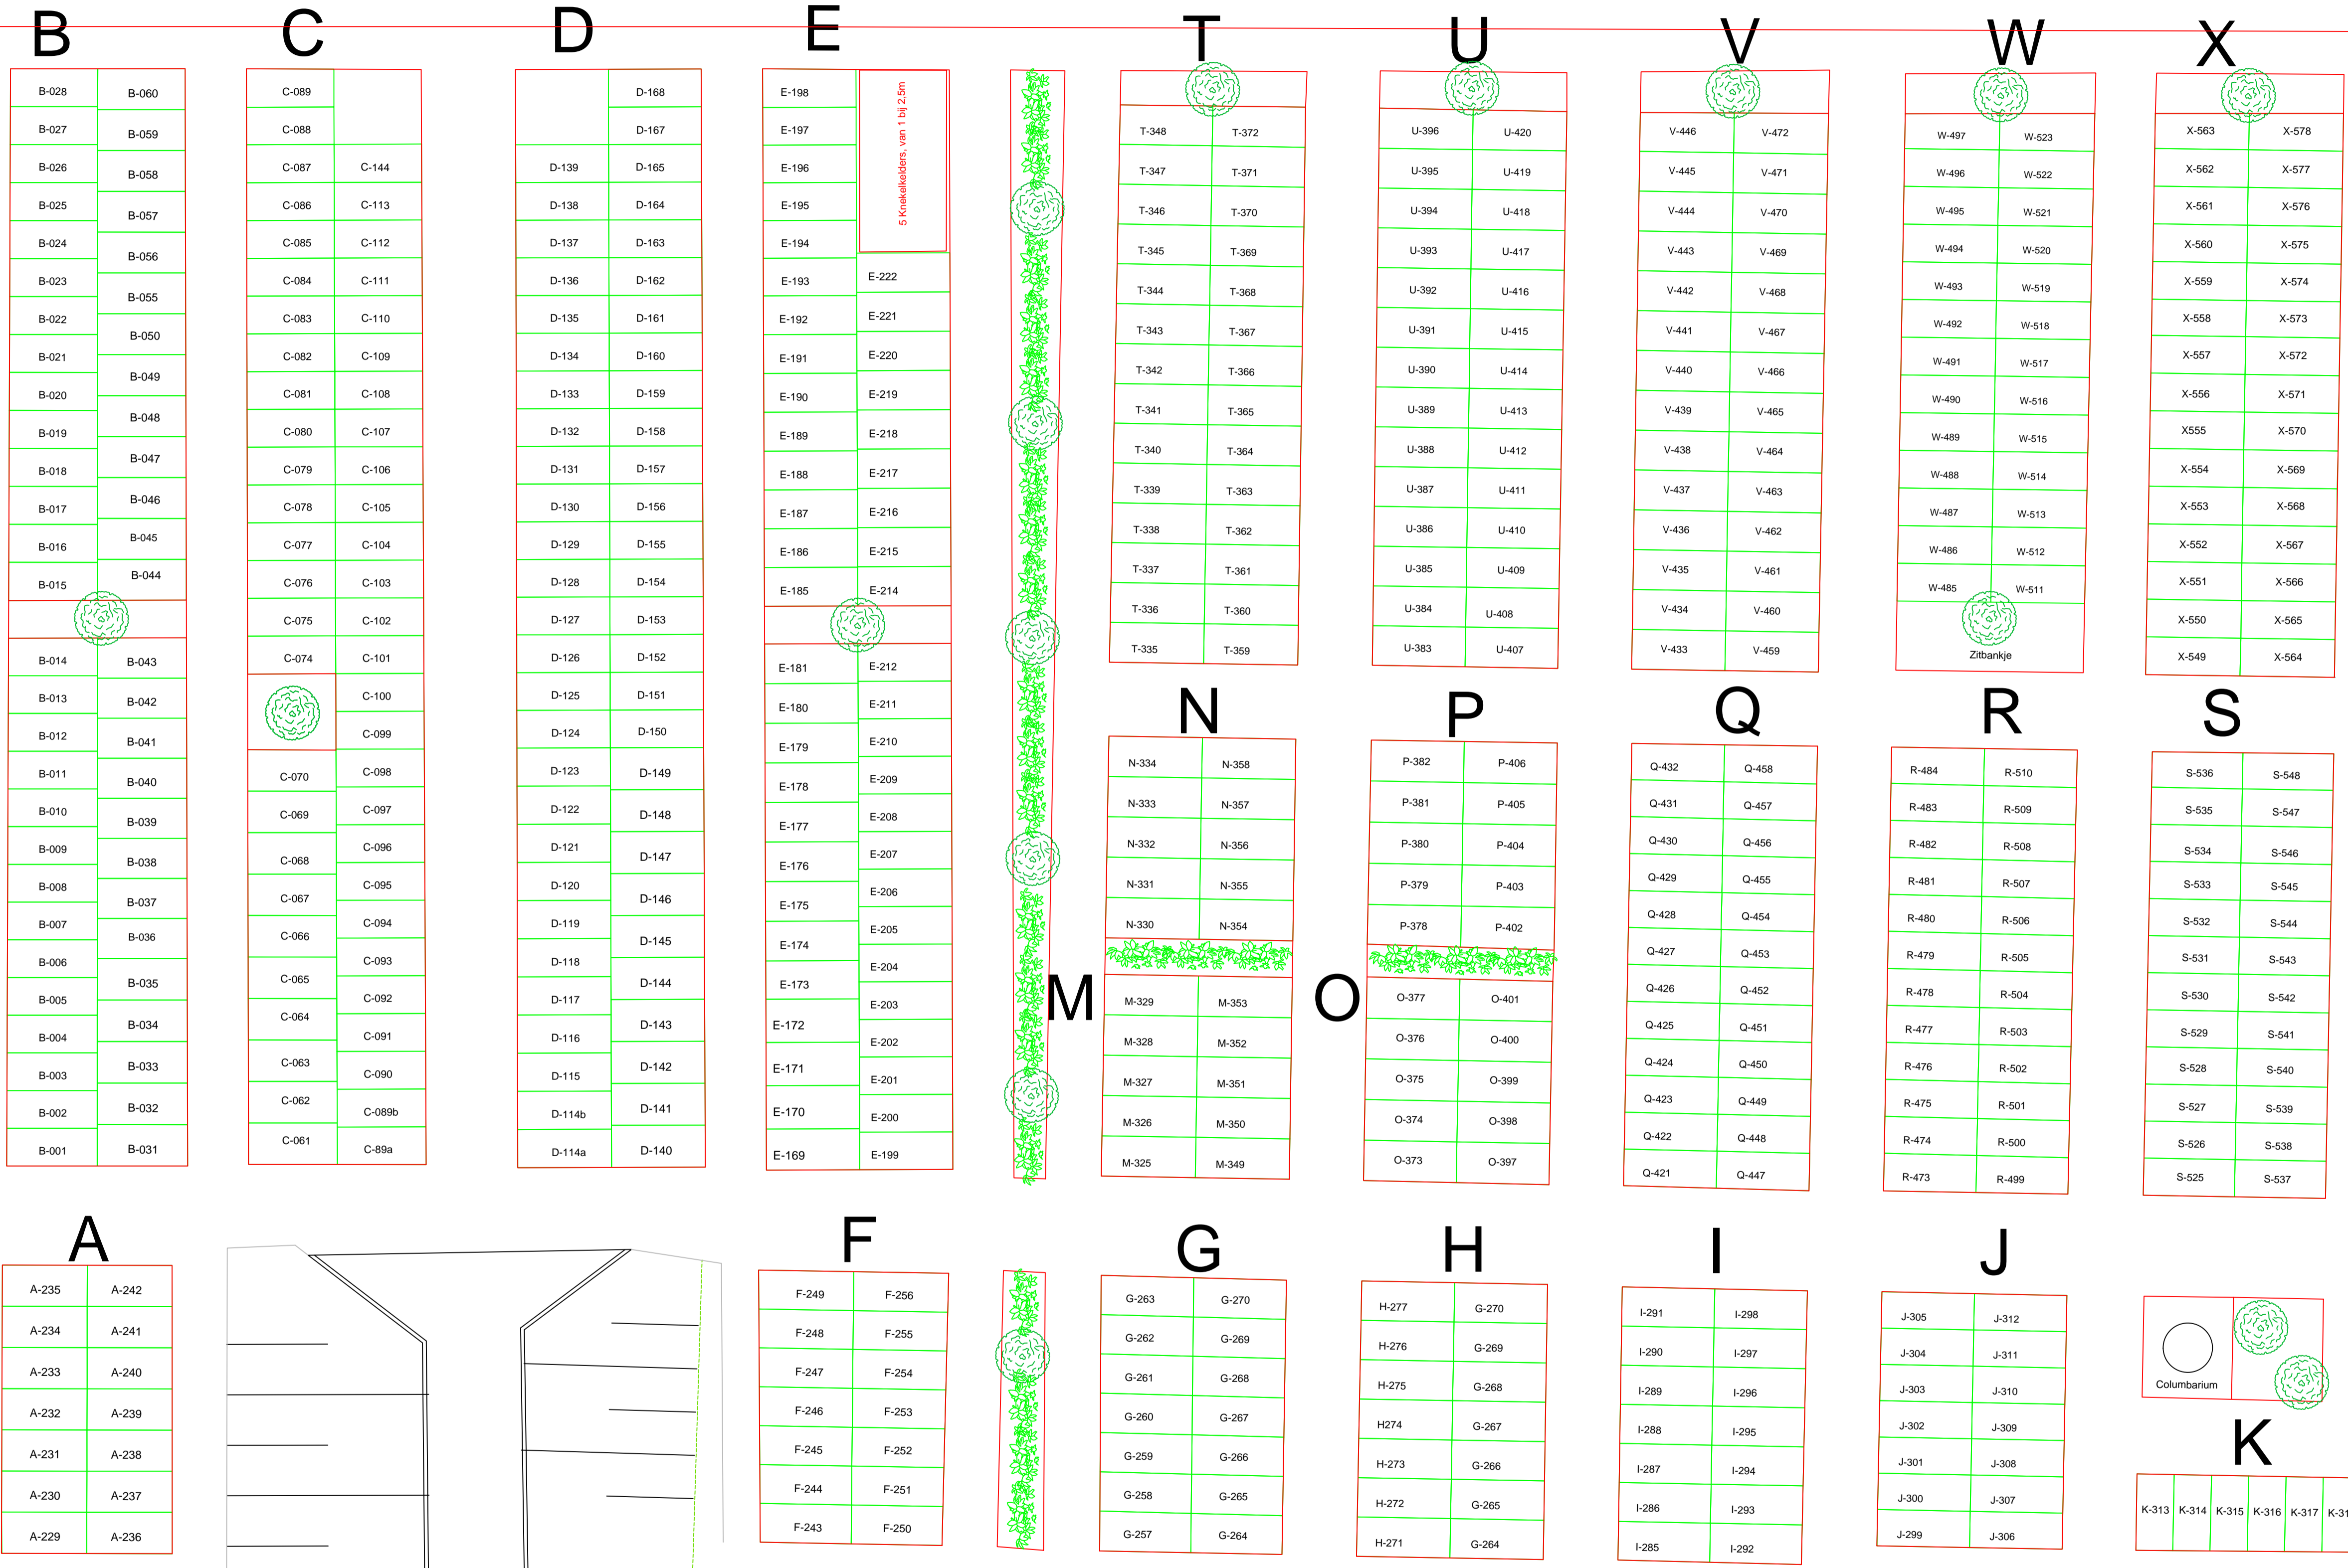 B
B-028
B-027
B-026
B-025
B-024
B-023
B-022
B-021
B-020
B-019
B-018
B-017
B-016
B-015
B-014
B-013
B-012
B-011
B-010
B-009
B-008
B-007
B-006
B-005
B-004
B-003
B-002
B-001
B-060
B-059
B-058
B-057
B-056
B-055
B-050
B-049
B-048
B-047
B-046
B-045
B-044
B-043
B-042
B-041
B-040
B-039
B-038
B-037
B-036
B-035
B-034
B-033
B-032
B-031
C
C-089
C-088
C-087
C-086
C-085
C-084
C-083
C-082
C-081
C-080
C-079
C-078
C-077
C-076
C-075
C-074
C-070
C-069
C-068
C-067
C-066
C-065
C-064
C-063
C-062
C-061
C-144
C-113
C-112
C-111
C-110
C-109
C-108
C-107
C-106
C-105
C-104
C-103
C-102
C-101
C-100
C-099
C-098
C-097
C-096
C-095
C-094
C-093
C-092
C-091
C-090
C-089b
C-89a
D
D-139
D-138
D-137
D-136
D-135
D-134
D-133
D-132
D-131
D-130
D-129
D-128
D-127
D-126
D-125
D-124
D-123
D-122
D-121
D-120
D-119
D-118
D-117
D-116
D-115
D-114b
D-114a
D-168
D-167
D-165
D-164
D-163
D-162
D-161
D-160
D-159
D-158
D-157
D-156
D-155
D-154
D-153
D-152
D-151
D-150
D-149
D-148
D-147
D-146
D-145
D-144
D-143
D-142
D-141
D-140
E
E-198
E-197
E-196
E-195
E-194
E-193
E-192
E-191
E-190
E-189
E-188
E-187
E-186
E-185
E-181
E-180
E-179
E-178
E-177
E-176
E-175
E-174
E-173
E-172
E-171
E-170
E-169
5 Knekelkelders, van 1 bij 2,5m
E-222
E-221
E-220
E-219
E-218
E-217
E-216
E-215
E-214
E-212
E-211
E-210
E-209
E-208
E-207
E-206
E-205
E-204
E-203
E-202
E-201
E-200
E-199
T
T-348
T-347
T-346
T-345
T-344
T-343
T-342
T-341
T-340
T-339
T-338
T-337
T-336
T-335
T-372
T-371
T-370
T-369
T-368
T-367
T-366
T-365
T-364
T-363
T-362
T-361
T-360
T-359
U
U-396
U-395
U-394
U-393
U-392
U-391
U-390
U-389
U-388
U-387
U-386
U-385
U-384
U-383
U-420
U-419
U-418
U-417
U-416
U-415
U-414
U-413
U-412
U-411
U-410
U-409
U-408
U-407
V
V-446
V-445
V-444
V-443
V-442
V-441
V-440
V-439
V-438
V-437
V-436
V-435
V-434
V-433
V-472
V-471
V-470
V-469
V-468
V-467
V-466
V-465
V-464
V-463
V-462
V-461
V-460
V-459
W
W-497
W-496
W-495
W-494
W-493
W-492
W-491
W-490
W-489
W-488
W-487
W-486
W-485
W-523
W-522
W-521
W-520
W-519
W-518
W-517
W-516
W-515
W-514
W-513
W-512
W-511
Zitbankje
X
X-563
X-562
X-561
X-560
X-559
X-558
X-557
X-556
X555
X-554
X-553
X-552
X-551
X-550
X-549
X-578
X-577
X-576
X-575
X-574
X-573
X-572
X-571
X-570
X-569
X-568
X-567
X-566
X-565
X-564
N
N-334
N-333
N-332
N-331
N-330
N-358
N-357
N-356
N-355
N-354
M
M-329
M-328
M-327
M-326
M-325
M-353
M-352
M-351
M-350
M-349
P
P-382
P-381
P-380
P-379
P-378
P-406
P-405
P-404
P-403
P-402
O
O-377
O-376
O-375
O-374
O-373
O-401
O-400
O-399
O-398
O-397
Q
Q-432
Q-431
Q-430
Q-429
Q-428
Q-427
Q-426
Q-425
Q-424
Q-423
Q-422
Q-421
Q-458
Q-457
Q-456
Q-455
Q-454
Q-453
Q-452
Q-451
Q-450
Q-449
Q-448
Q-447
R
R-484
R-483
R-482
R-481
R-480
R-479
R-478
R-477
R-476
R-475
R-474
R-473
R-510
R-509
R-508
R-507
R-506
R-505
R-504
R-503
R-502
R-501
R-500
R-499
S
S-536
S-535
S-534
S-533
S-532
S-531
S-530
S-529
S-528
S-527
S-526
S-525
S-548
S-547
S-546
S-545
S-544
S-543
S-542
S-541
S-540
S-539
S-538
S-537
A
A-235
A-234
A-233
A-232
A-231
A-230
A-229
A-242
A-241
A-240
A-239
A-238
A-237
A-236
F
F-249
F-248
F-247
F-246
F-245
F-244
F-243
F-256
F-255
F-254
F-253
F-252
F-251
F-250
G
G-263
G-262
G-261
G-260
G-259
G-258
G-257
G-270
G-269
G-268
G-267
G-266
G-265
G-264
H
H-277
H-276
H-275
H274
H-273
H-272
H-271
G-270
G-269
G-268
G-267
G-266
G-265
G-264
I
I-291
I-290
I-289
I-288
I-287
I-286
I-285
I-298
I-297
I-296
I-295
I-294
I-293
I-292
J
J-305
J-304
J-303
J-302
J-301
J-300
J-299
J-312
J-311
J-310
J-309
J-308
J-307
J-306
Columbarium
K
K-313
K-314
K-315
K-316
K-317